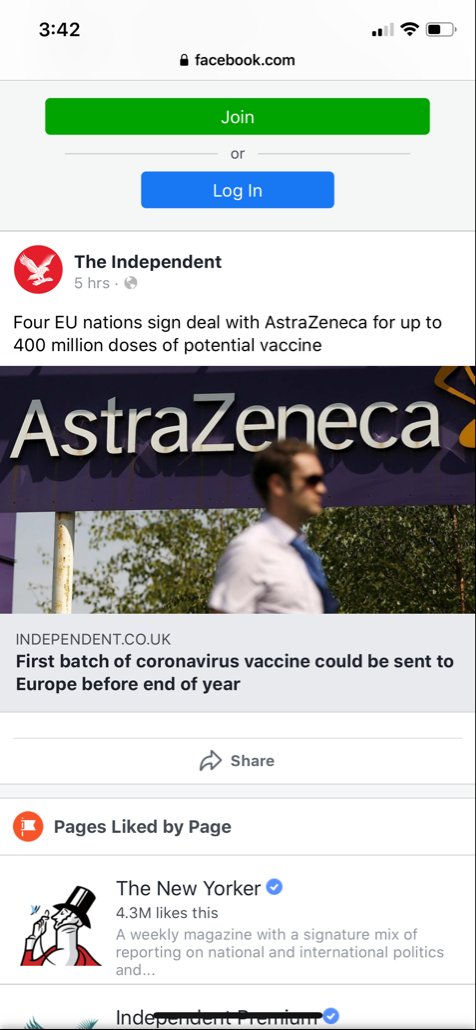 3:42
facebook.com
Join
or
Log In
The Independent
5 hrs ·
Four EU nations sign deal with AstraZeneca for up to
400 million doses of potential vaccine
AstraZeneca
INDEPENDENT.CO.UK
First batch of coronavirus vaccine could be sent to
Europe before end of year
Share
Pages Liked by Page
The New Yorker
4.3M likes this
A weekly magazine with a signature mix of
reporting on national and international politics
and...
Independent Premium